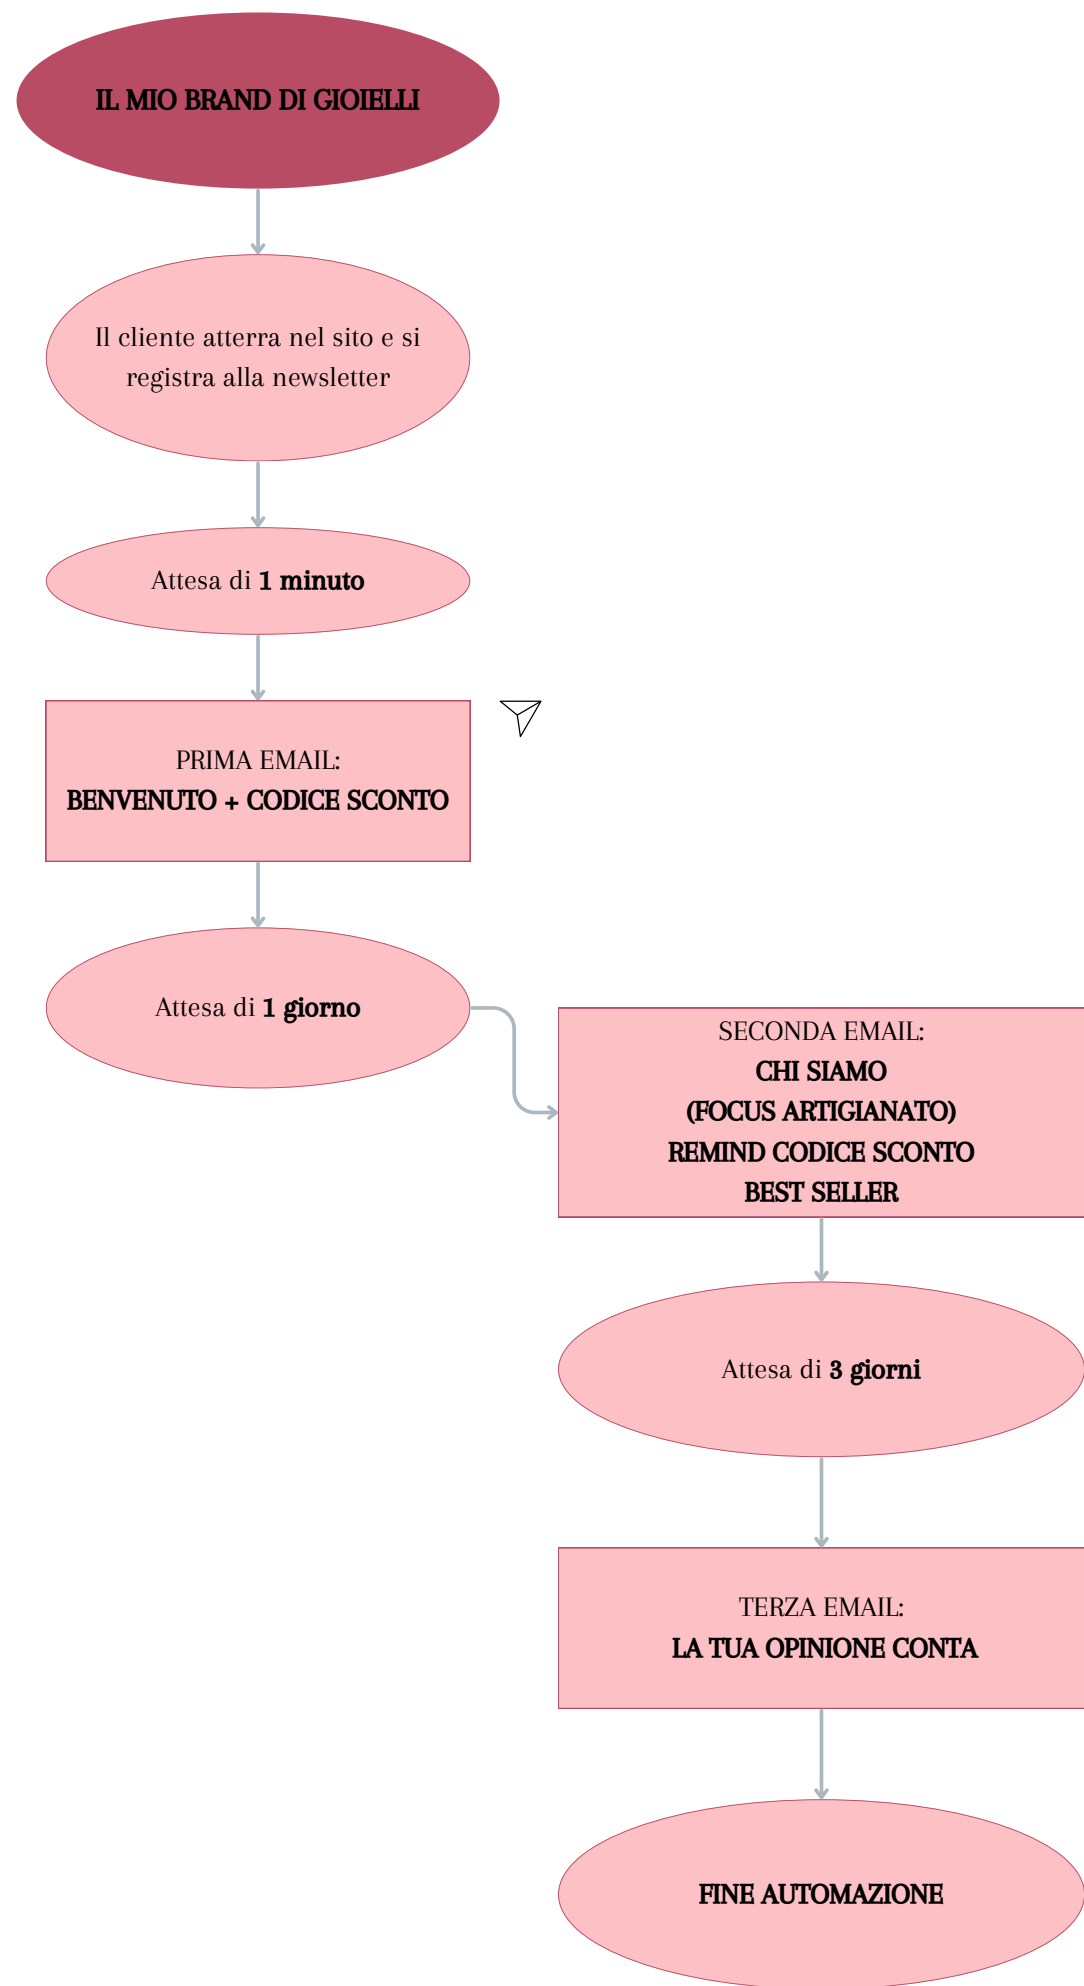 IL MIO BRAND DI GIOIELLI
Il cliente atterra nel sito e si
registra alla newsletter
Attesa di 1 minuto
PRIMA EMAIL:
BENVENUTO + CODICE SCONTO
Attesa di 1 giorno
SECONDA EMAIL:
CHI SIAMO
(FOCUS ARTIGIANATO)
REMIND CODICE SCONTO
BEST SELLER
Attesa di 3 giorni
TERZA EMAIL:
LA TUA OPINIONE CONTA
FINE AUTOMAZIONE